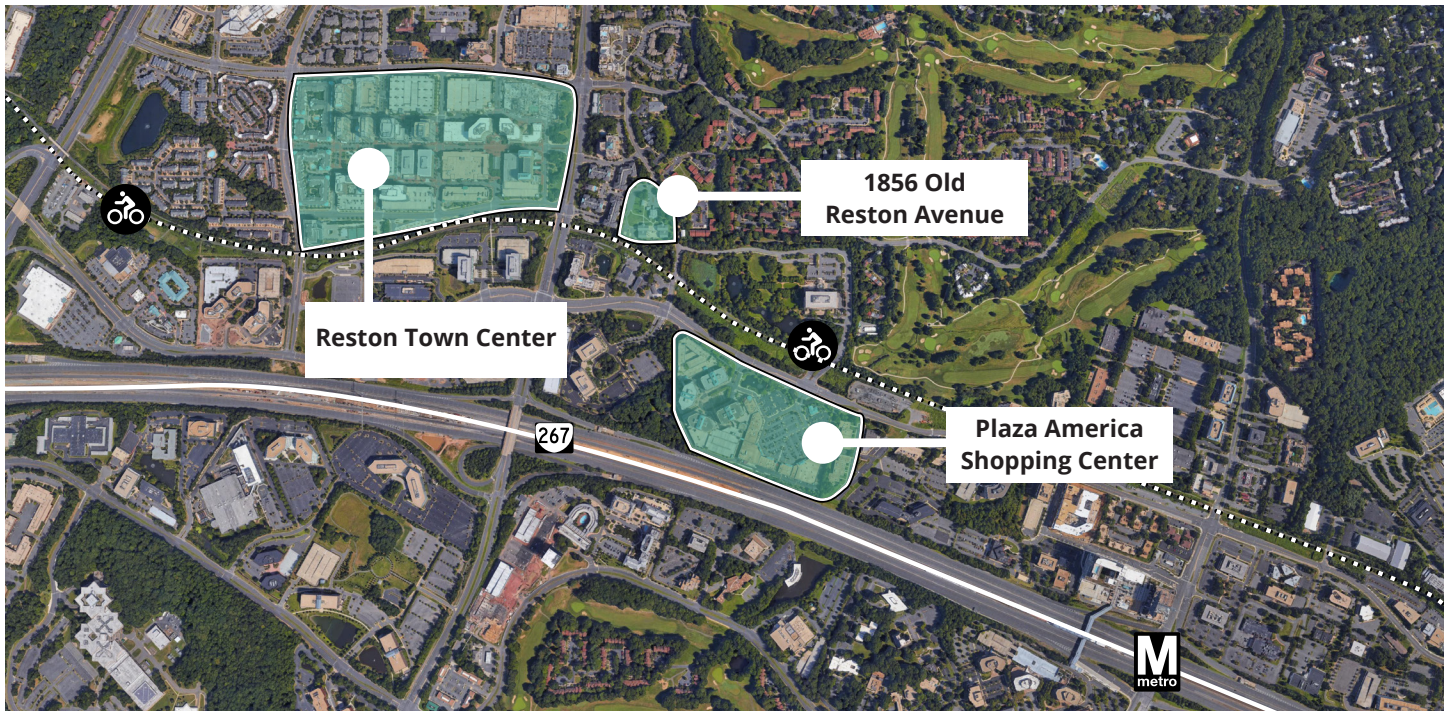 1856 Old
Reston Avenue
Reston Town Center
Plaza America
Shopping Center
267
M
metro